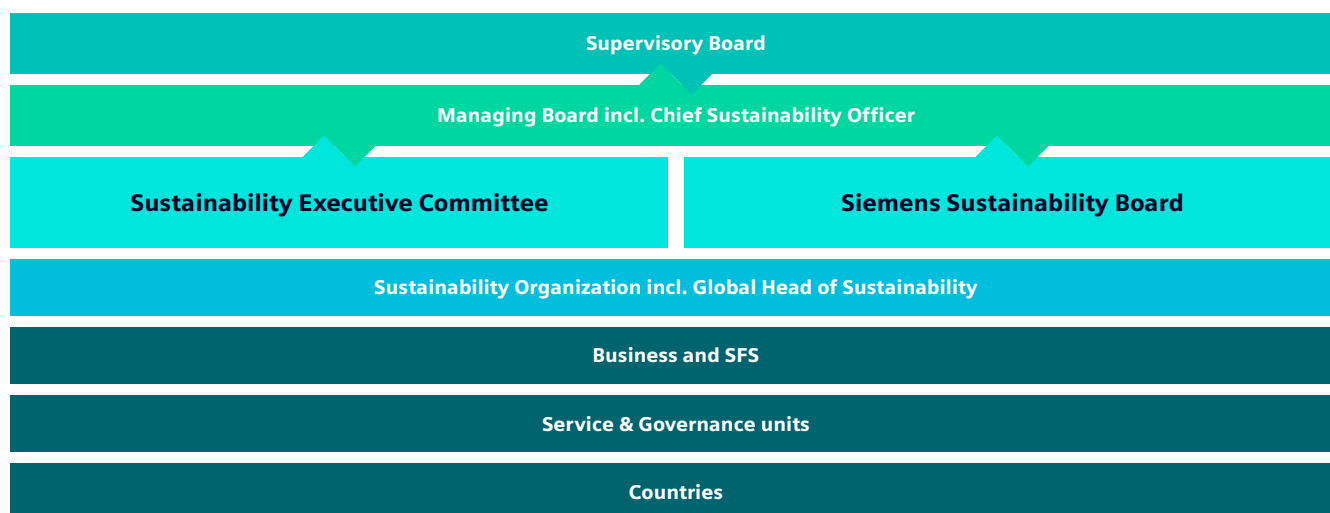 Supervisory Board
Managing Board incl. Chief Sustainability Officer
Sustainability Executive Committee
Siemens Sustainability Board
Sustainability Organization incl. Global Head of Sustainability
Business and SFS
Service & Governance units
Countries